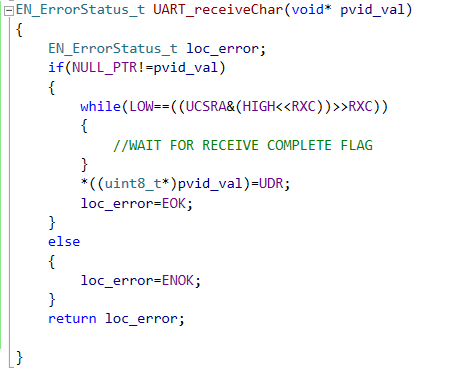 EN_ErrorStatus_t UART_receiveChar(void* pvid_val)
{
EN_ErrorStatus_t loc_error;
if(NULL_PTR!=pvid_val)
{
while(LOW==((UCSRA&(HIGH<<RXC))>>RXC))
{
//WAIT FOR RECEIVE COMPLETE FLAG
}
*((uint8_t*)pvid_val)=UDR;
loc_error=EOK;
}
else
{
loc_error=ENOK;
}
return loc_error;
}